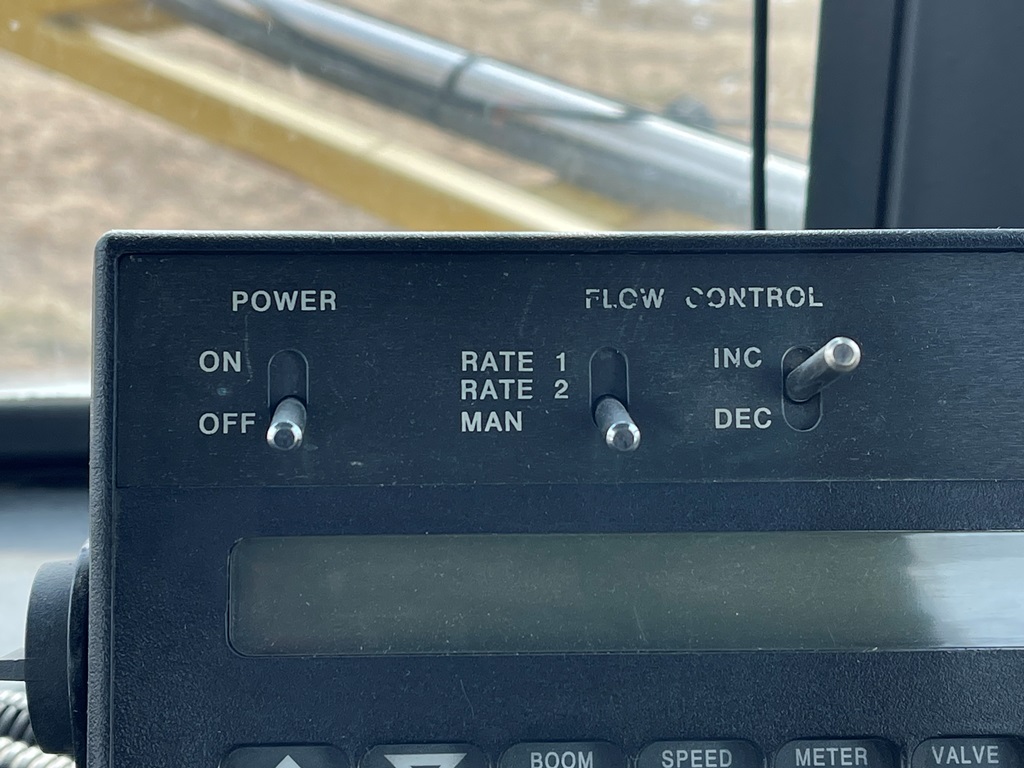 POWER
FLOW CONTROL
ON
OFF
RATE 1
RATE 2
MAN
INC
DEC
BOOM
SPEED
METER
VALVE